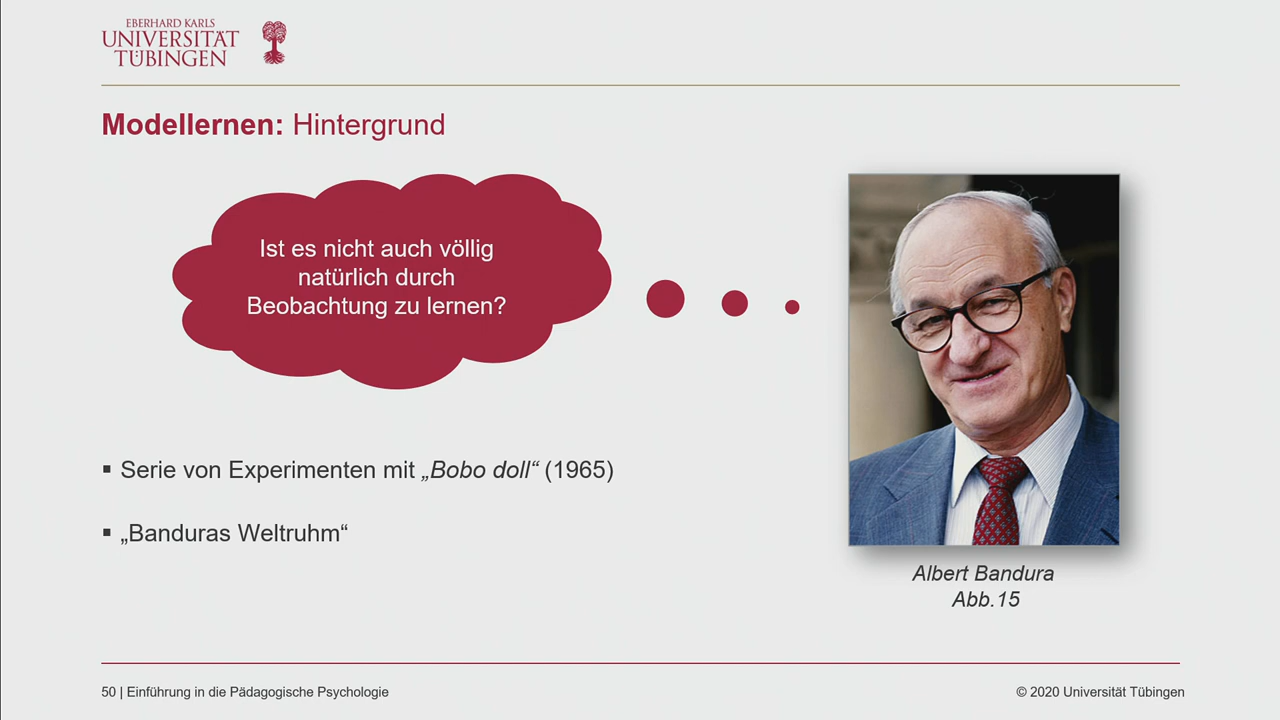 EBERHARD KARLS
UNIVERSITÄT
TÜBINGEN
Modellernen: Hintergrund
Ist es nicht auch völlig
natürlich durch
Beobachtung zu lernen?
▪ Serie von Experimenten mit „Bobo doll“ (1965)
▪ „Banduras Weltruhm“
Albert Bandura
Abb.15
50 | Einführung in die Pädagogische Psychologie
© 2020 Universität Tübingen